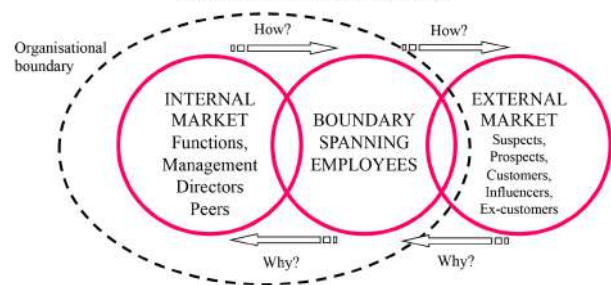 How?
How?
Organisational
boundary
INTERNAL
MARKET
Functions,
Management
Directors
Peers
BOUNDARY
SPANNING
EMPLOYEES
EXTERNAL
MARKET
Suspects,
Prospects,
Customers,
Influencers,
Ex-customers
Why?
Why?